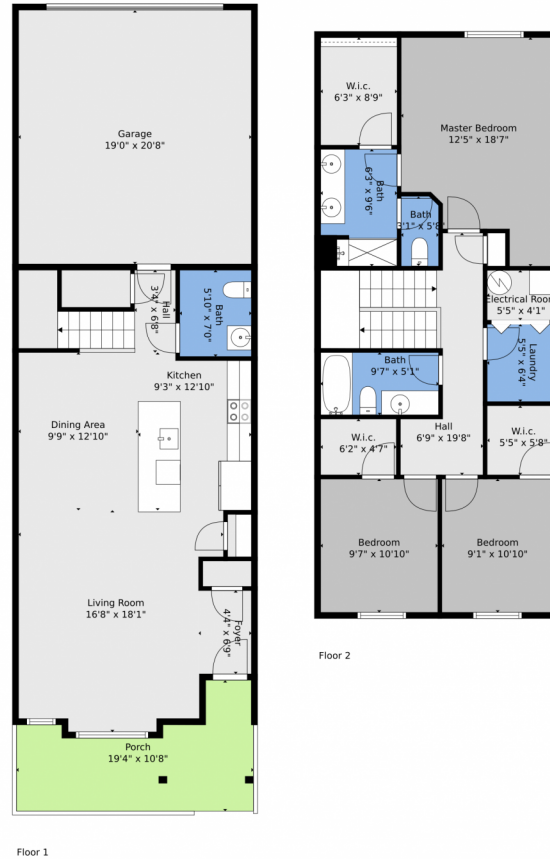 Garage
19'0" x 20'8"
3'4" x 6'8"
Hall
Bath
5'10" x 7'0"
Kitchen
9'3" x 12'10"
Dining Area
9'9" x 12'10"
Living Room
16'8" x 18'1"
Foyer
4'4" x 6'9"
Porch
19'4" x 10'8"
Floor 1
W.i.c.
6'3" x 8'9"
Master Bedroom
12'5" x 18'7"
Bath
6'3" x 9'6"
Bath
3'1" x 5'8"
Electrical Room
5'5" x 4'1"
Laundry
5'5" x 6'4"
Bath
9'7" x 5'1"
Hall
6'9" x 19'8"
W.i.c.
6'2" x 4'7"
W.i.c.
5'5" x 5'8"
Bedroom
9'7" x 10'10"
Bedroom
9'1" x 10'10"
Floor 2